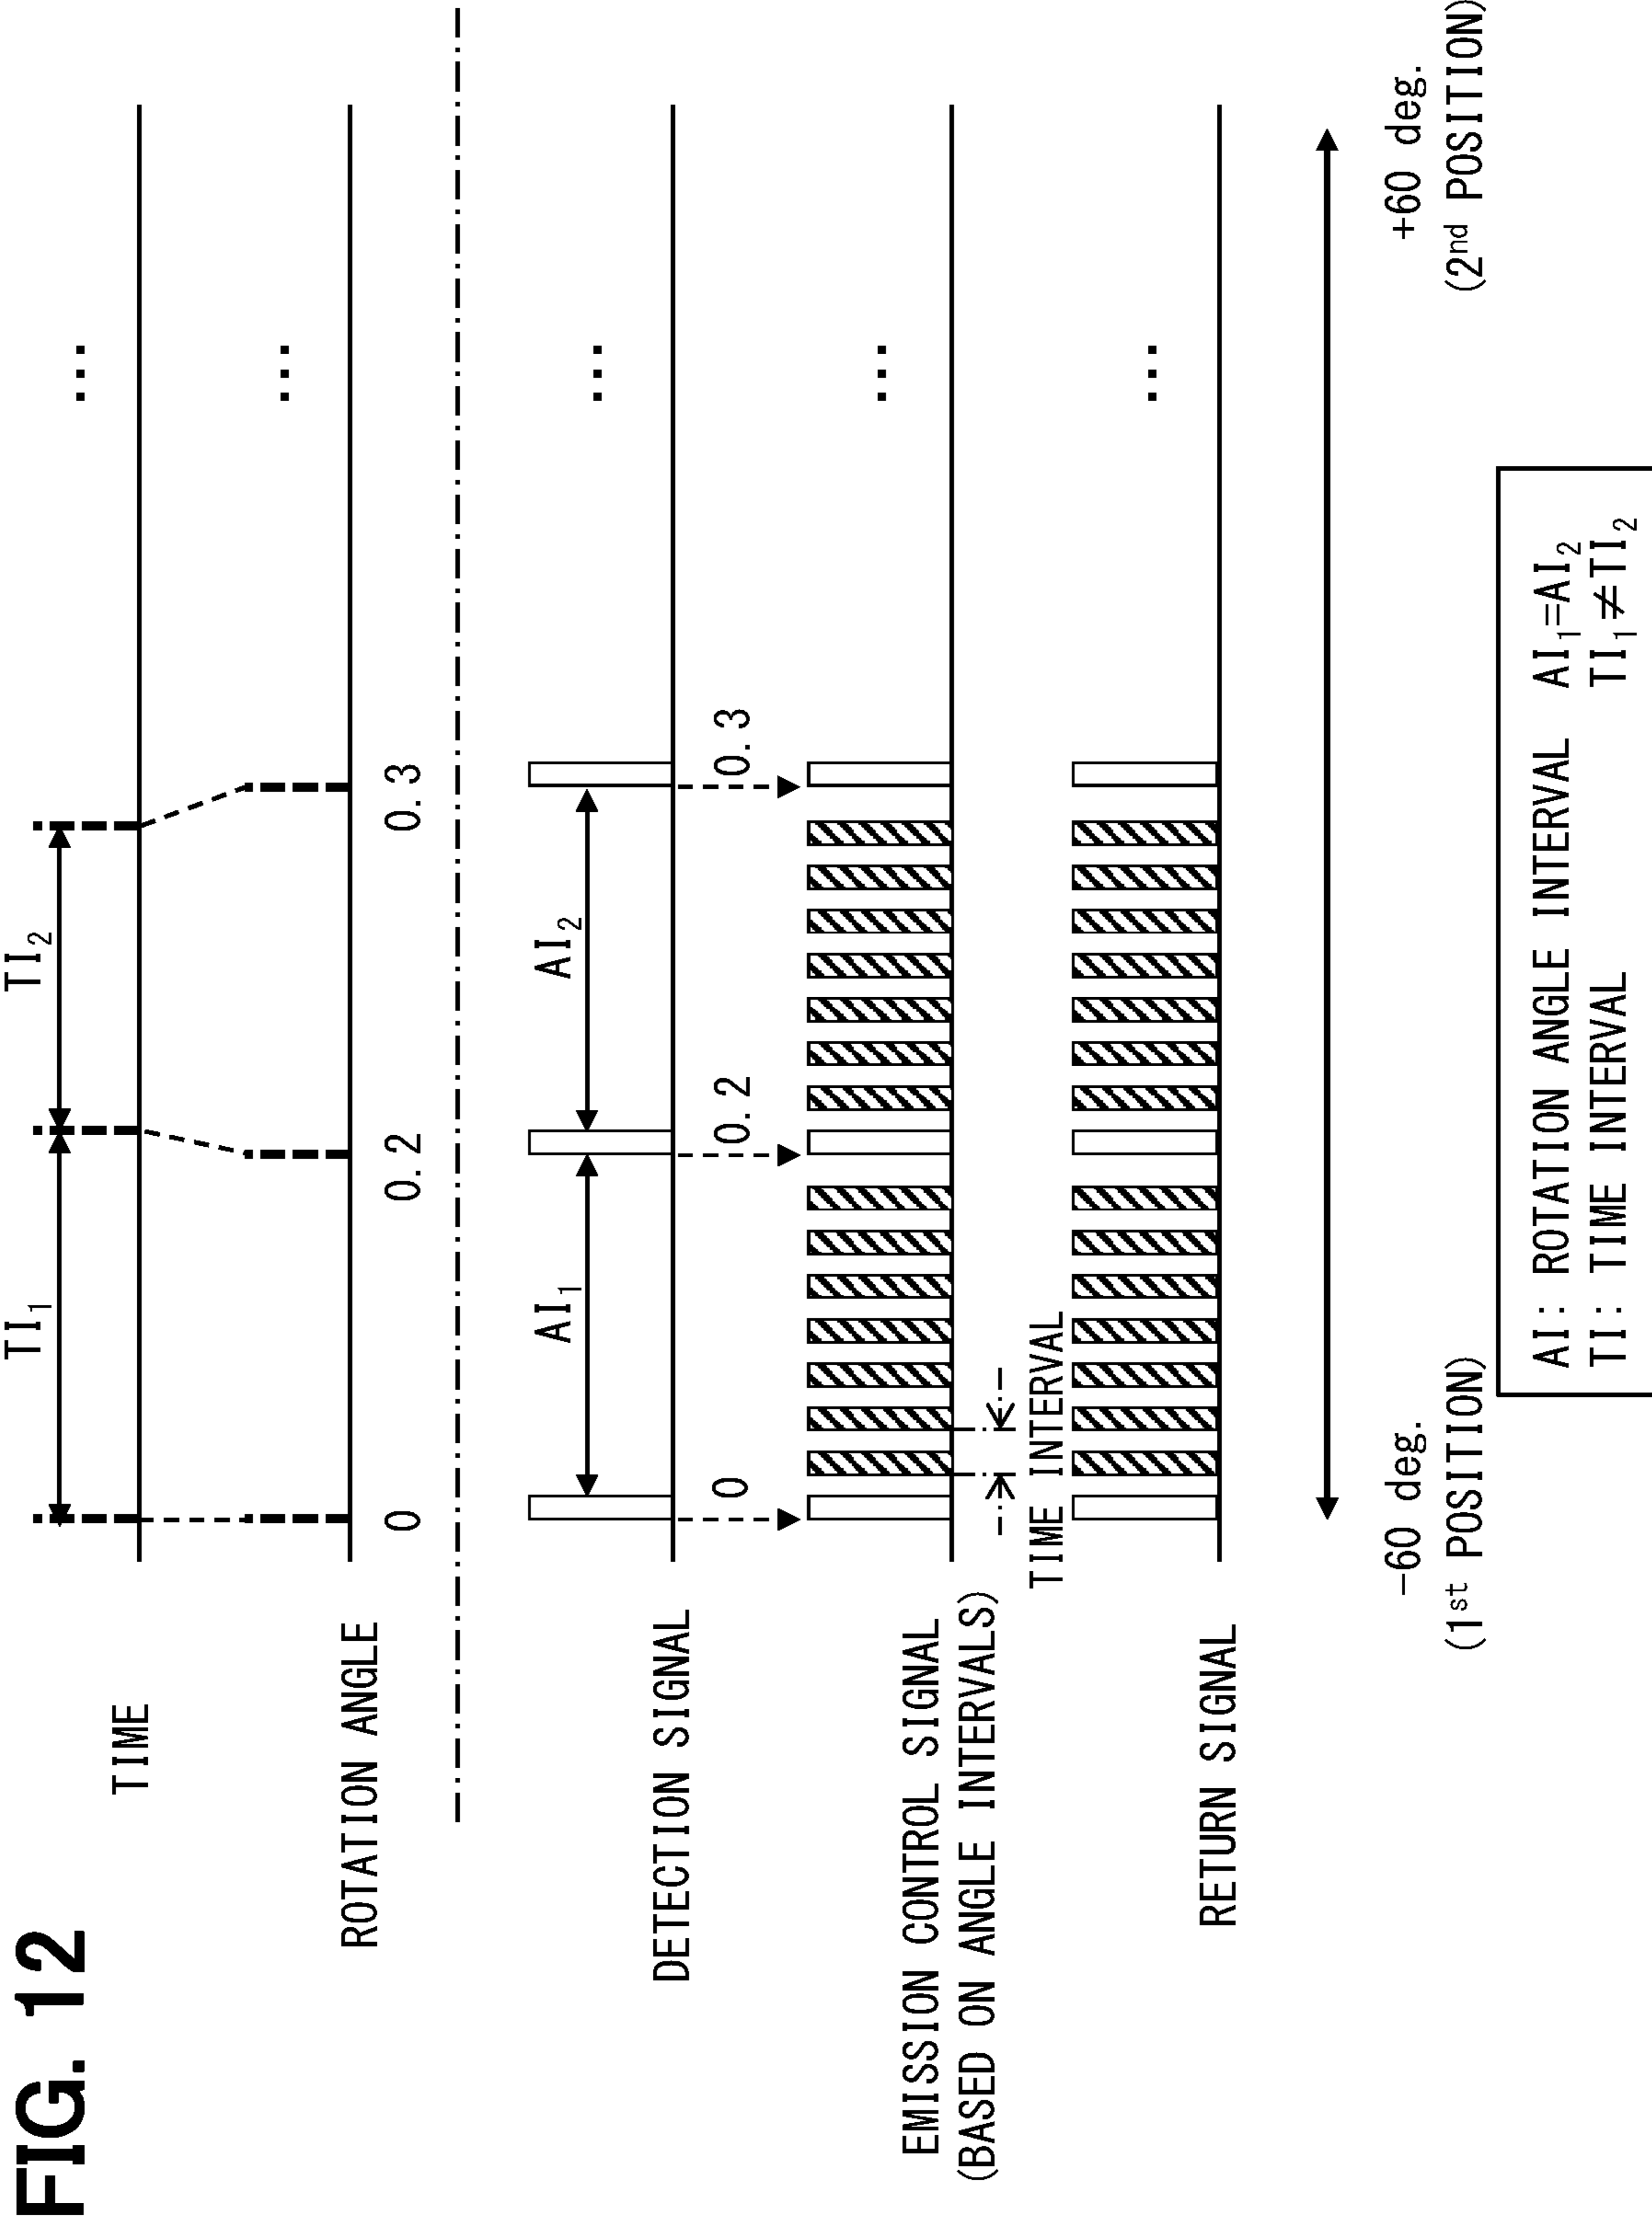 FIG. 12
TI1 TI2
TIME ...
ROTATION ANGLE ...
0 0.2 0.3
AI1 AI2
DETECTION SIGNAL ...
0 0.2 0.3
EMISSION CONTROL SIGNAL ...
(BASED ON ANGLE INTERVALS)
TIME INTERVAL
RETURN SIGNAL ...
-60 deg. +60 deg.
(1st POSITION) (2nd POSITION)
AI: ROTATION ANGLE INTERVAL AI1=AI2
TI: TIME INTERVAL TI1≠TI2